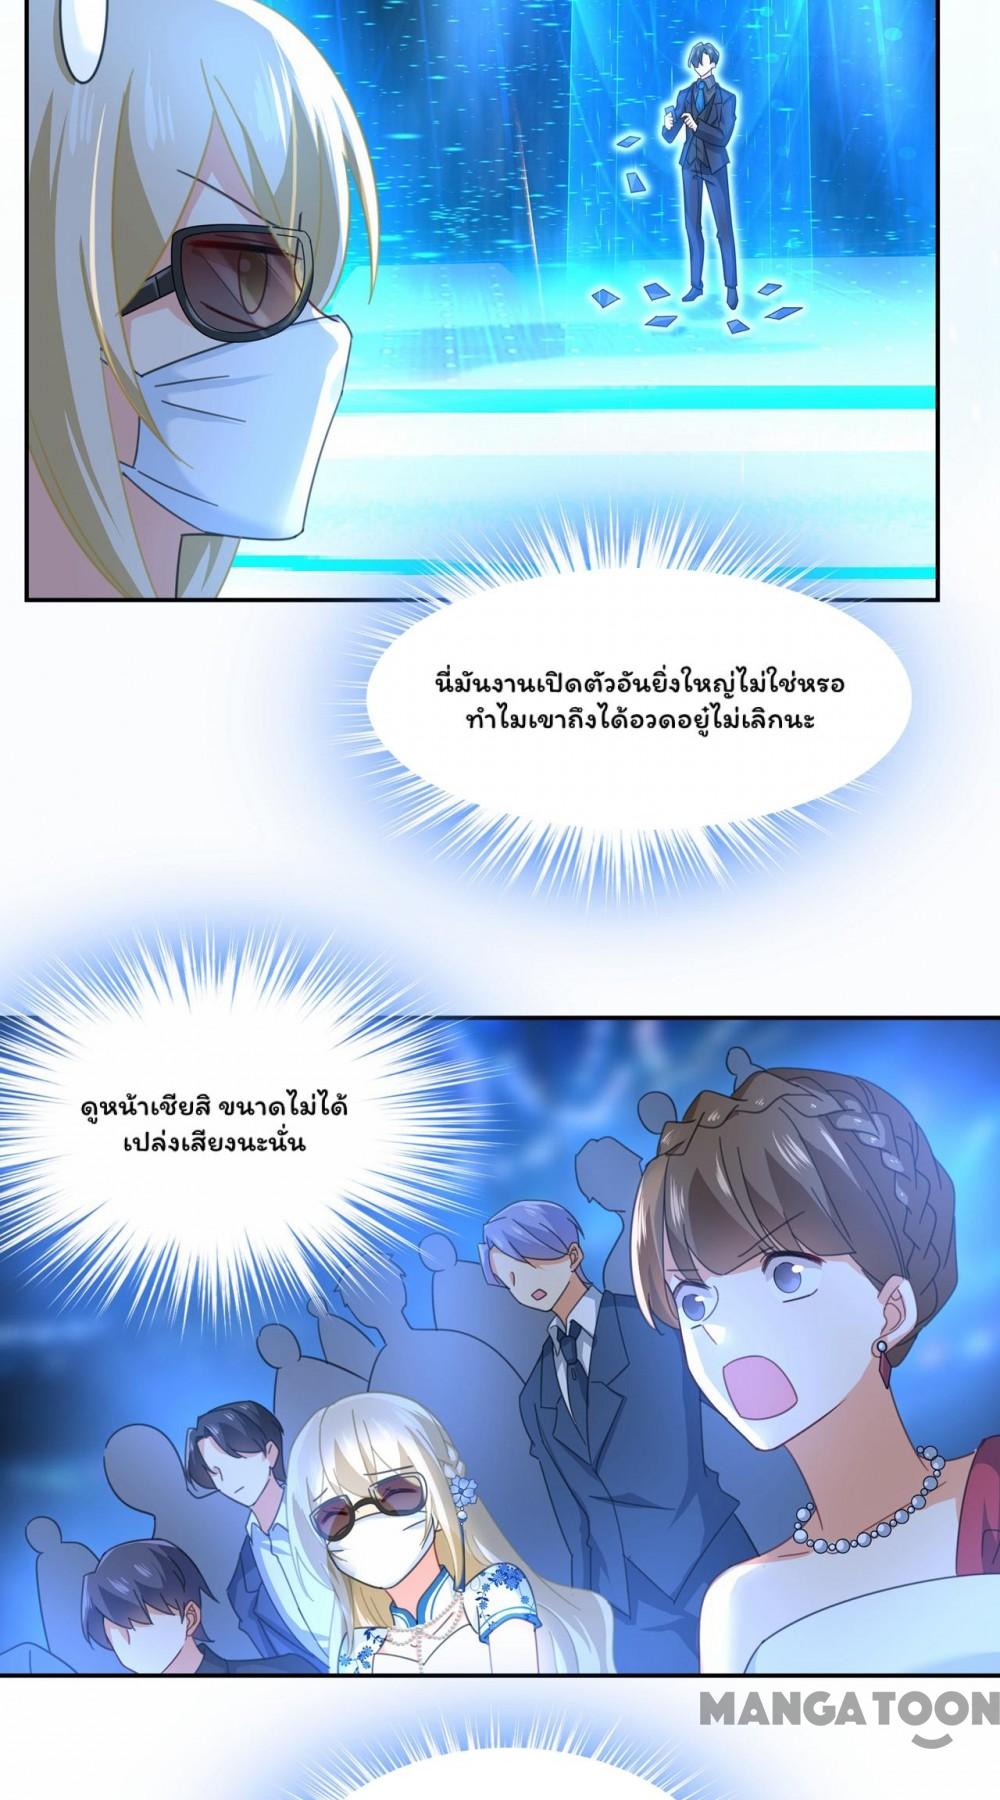 นี่มันงานเปิดตัวอันยิ่งใหญ่ไม่ใช่หรอ
ทำไมเขาถึงได้อวดอยู่ไม่เลิกนะ
ดูหน้าเชียสิ ขนาดไม่ได้
เปล่งเสียงนะนั่น
MANGATOON